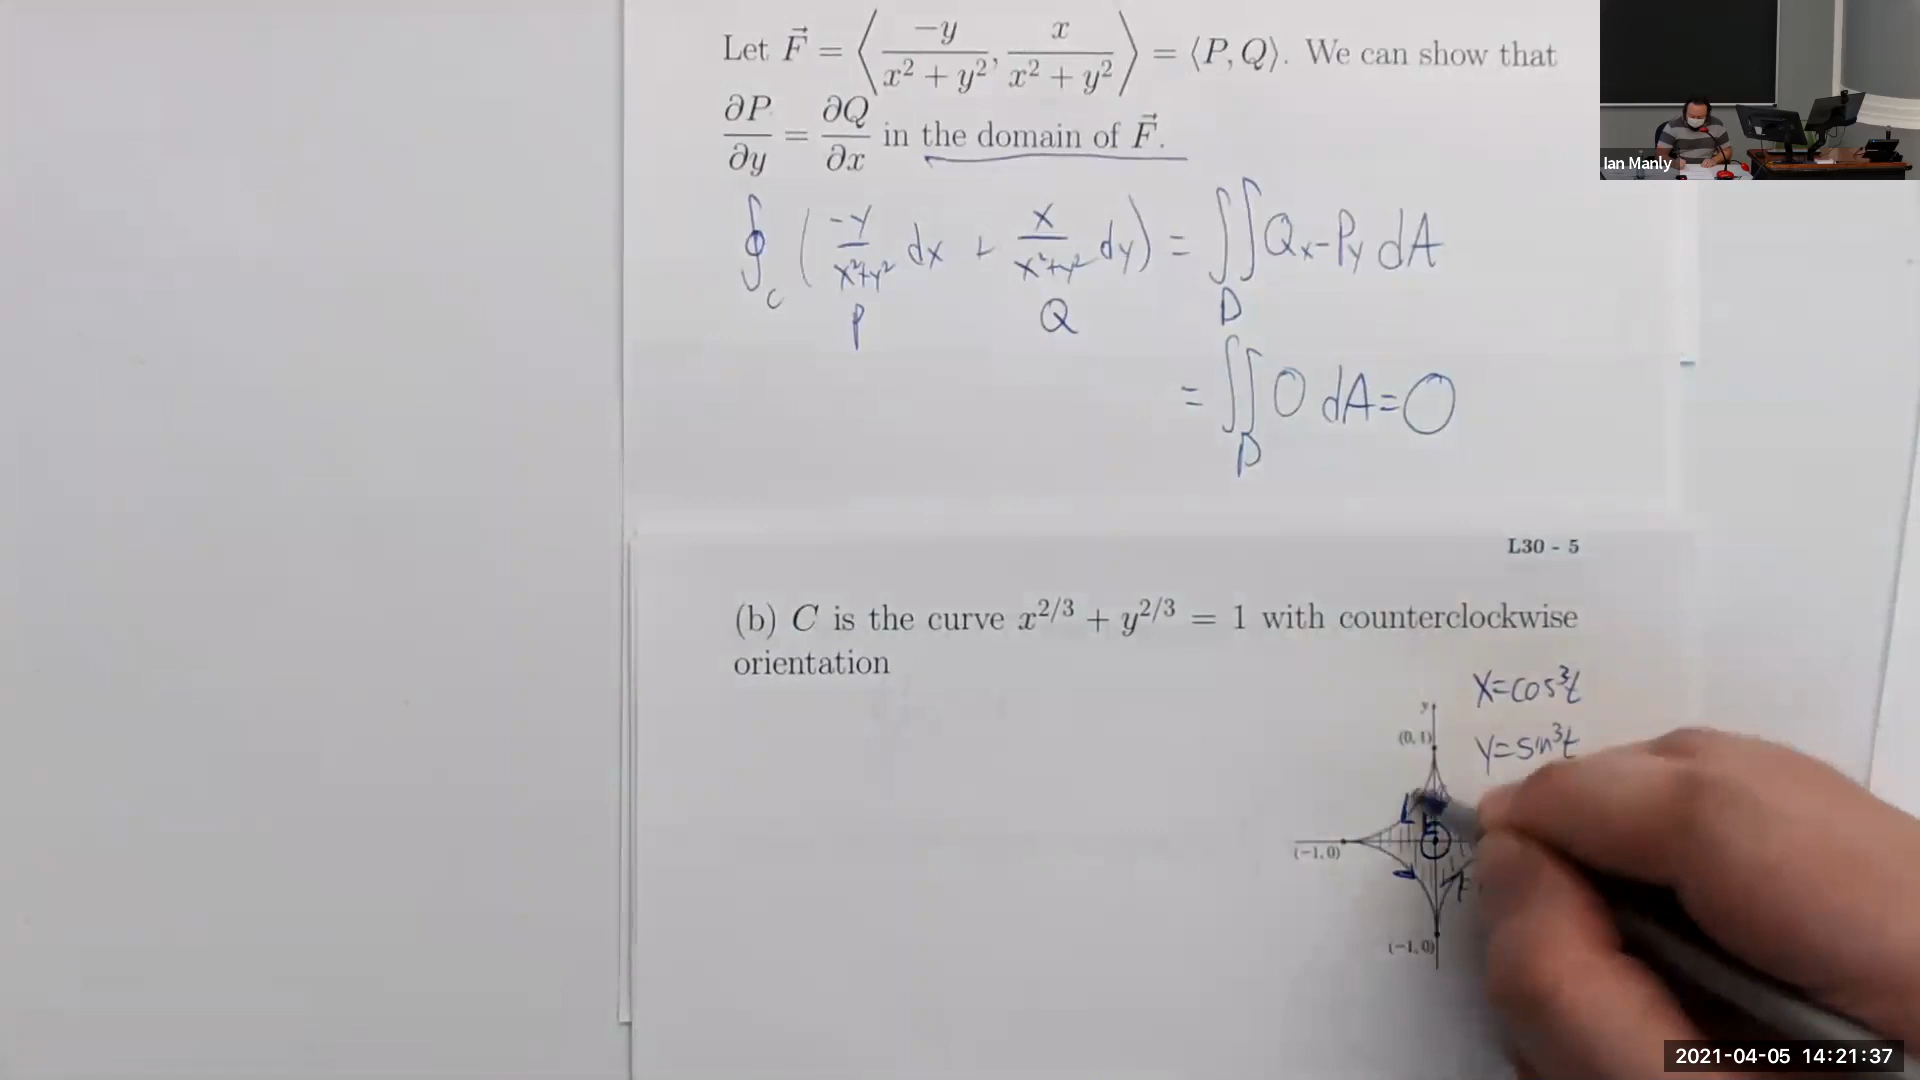 Let F⃗ = ⟨ -y / x² + y² , x / x² + y² ⟩ = ⟨P, Q⟩. We can show that
∂P/∂y = ∂Q/∂x in the domain of F⃗.
∮_C ( -y / x²+y² dx + x / x²+y² dy ) = ∬_D Qx-Py dA
P Q
= ∬_D 0 dA = 0
L30 - 5
(b) C is the curve x^{2/3} + y^{2/3} = 1 with counterclockwise
orientation
x=cos³t
y
(0, 1)
y=sin³t
(−1, 0)
(−1, 0)
Ian Manly
2021-04-05 14:21:37